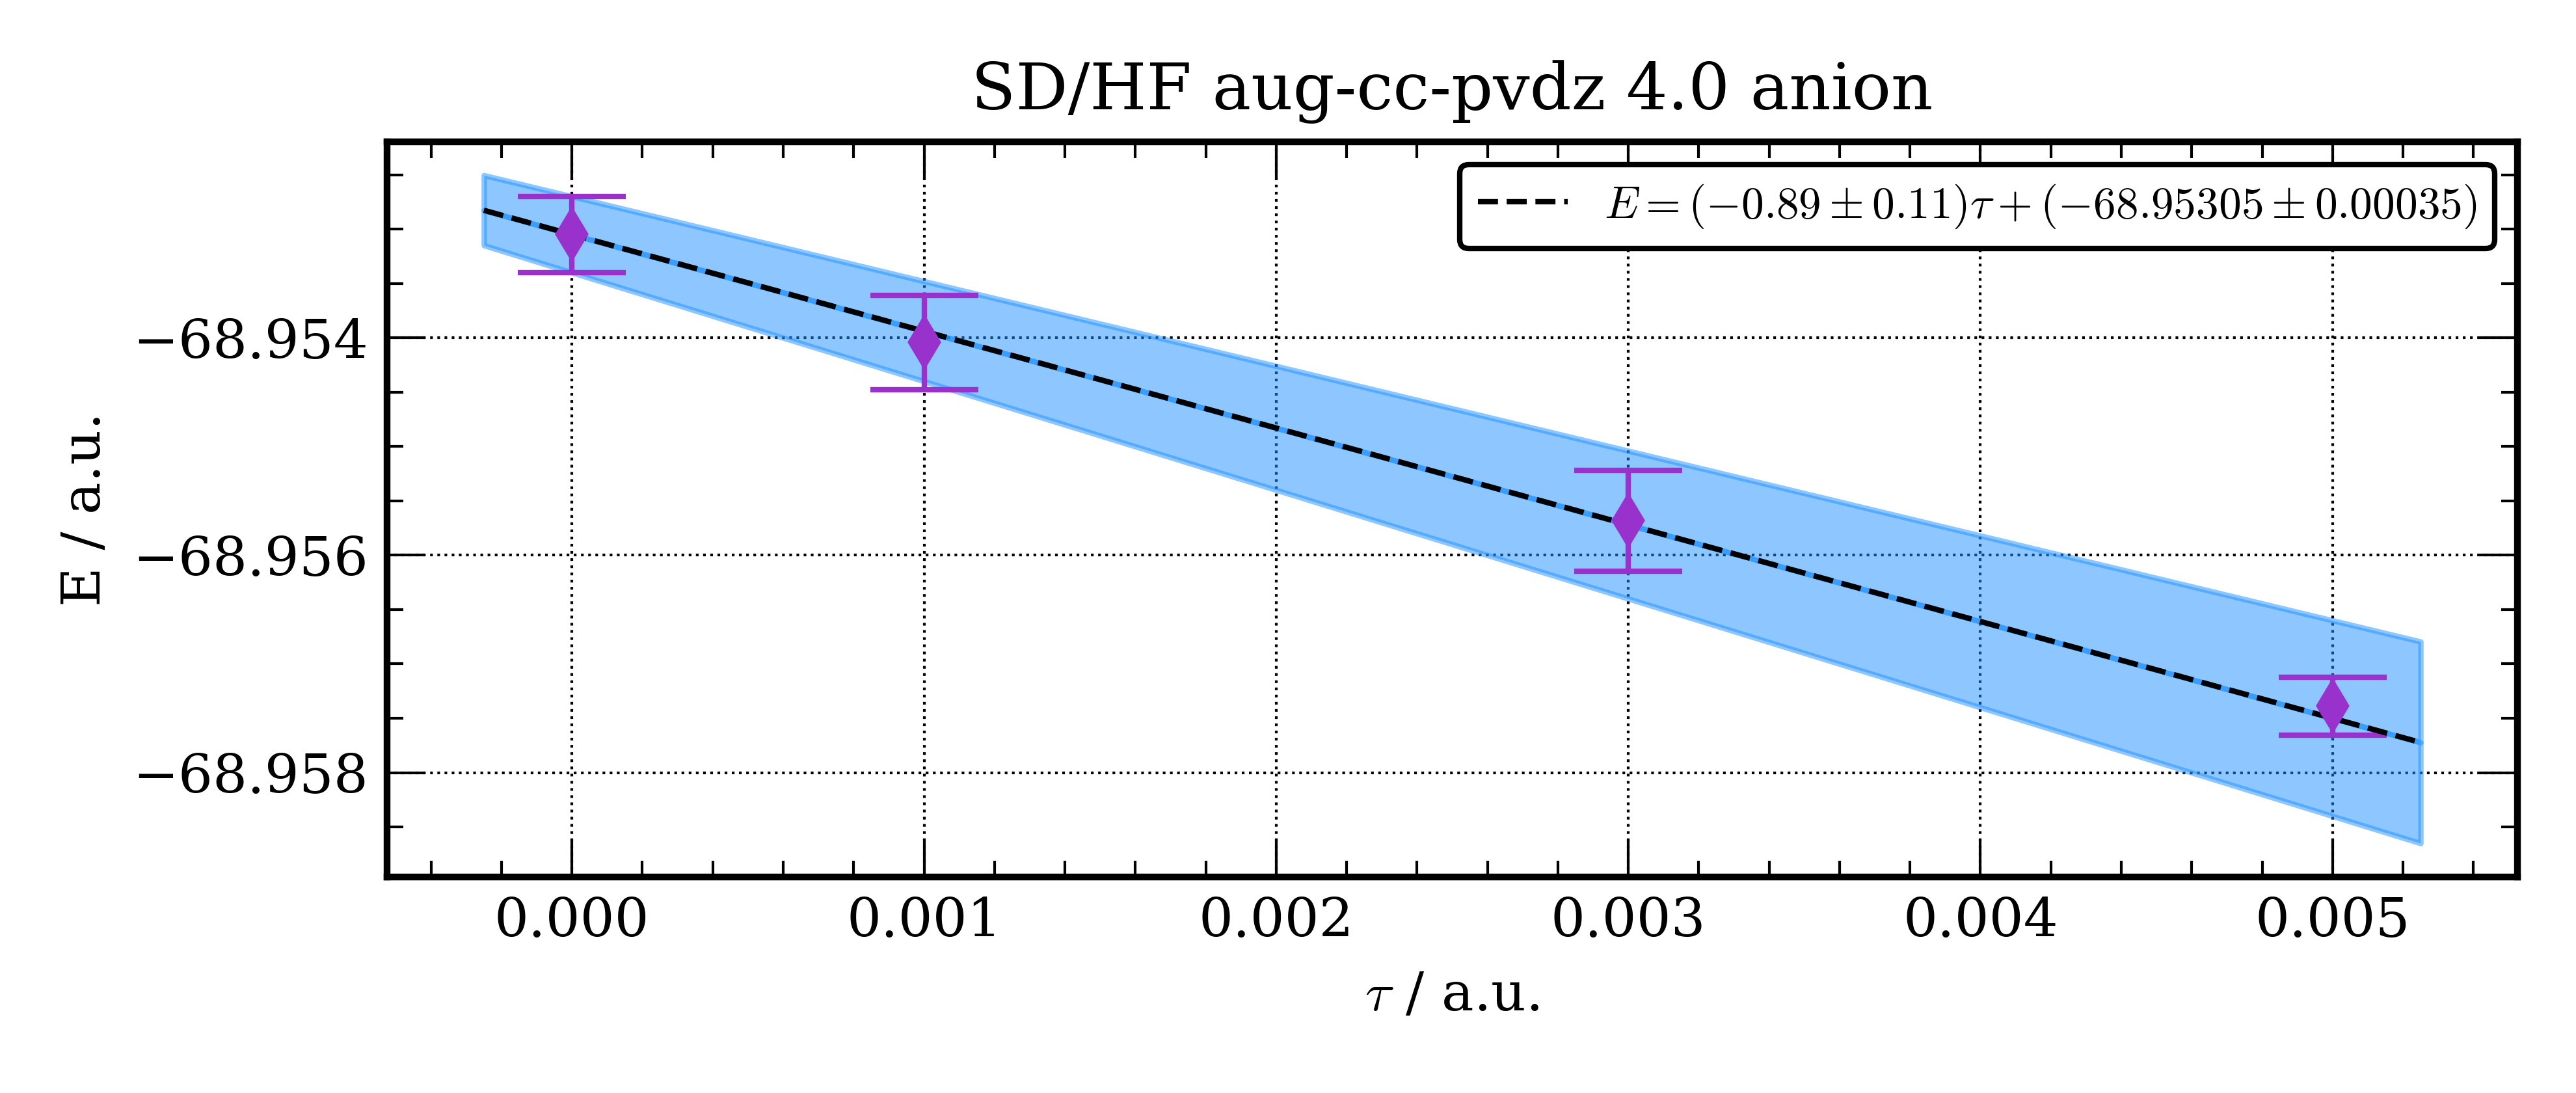 SD/HF aug-cc-pvdz 4.0 anion
E = (−0.89 ± 0.11)τ + (−68.95305 ± 0.00035)
E / a.u.
−68.954
−68.956
−68.958
0.000 0.001 0.002 0.003 0.004 0.005
τ / a.u.